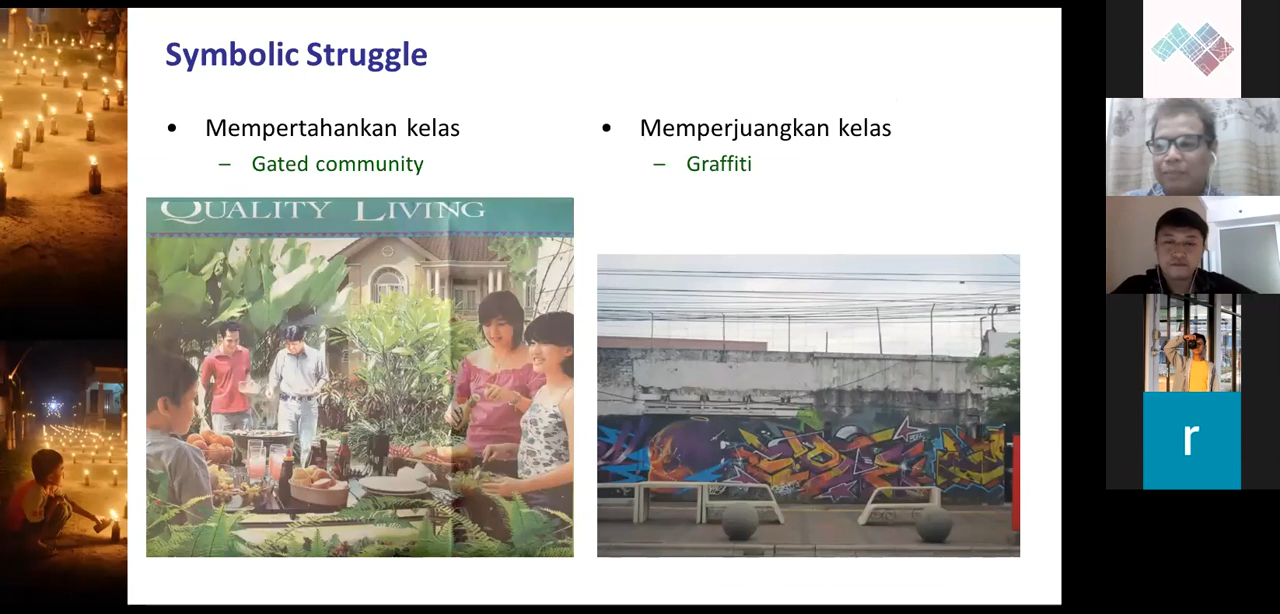 Symbolic Struggle
• Mempertahankan kelas
– Gated community
• Memperjuangkan kelas
– Graffiti
QUALITY LIVING
r